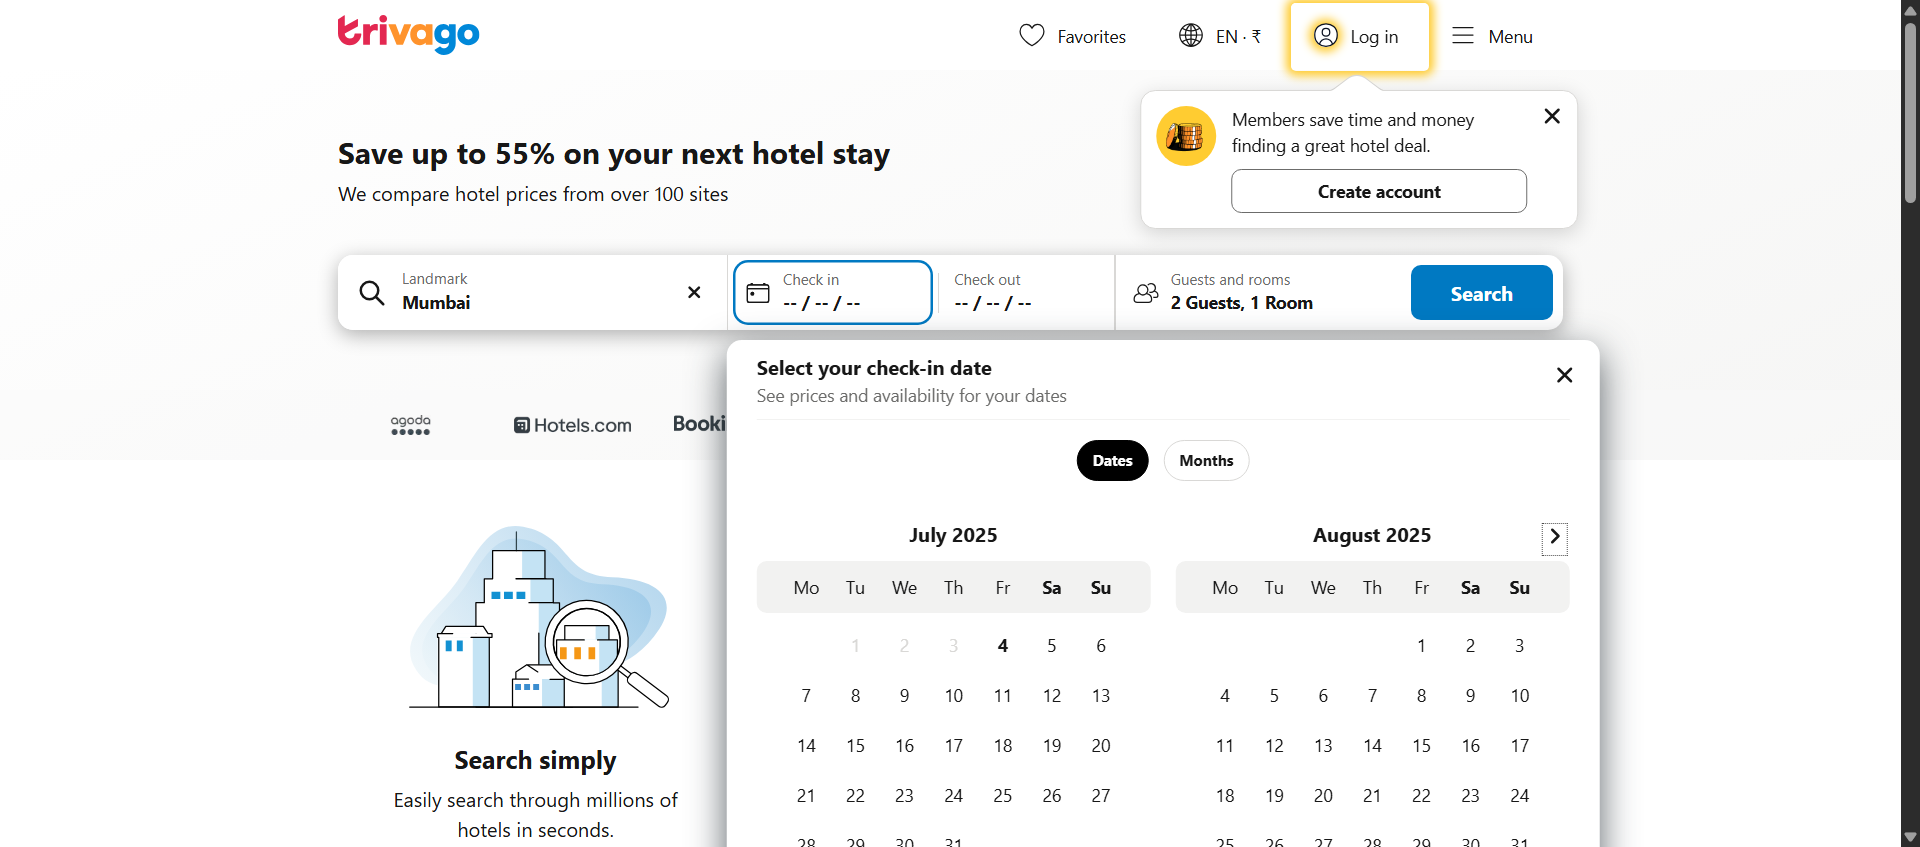 trivago
Favorites
EN · ₹
Log in
Menu
Members save time and money
finding a great hotel deal.
Create account
Save up to 55% on your next hotel stay
We compare hotel prices from over 100 sites
Landmark
Mumbai
Check in
-- / -- / --
Check out
-- / -- / --
Guests and rooms
2 Guests, 1 Room
Search
Select your check-in date
See prices and availability for your dates
agoda
Hotels.com
Booki
Dates
Months
July 2025
Mo Tu We Th Fr Sa Su
1 2 3 4 5 6
7 8 9 10 11 12 13
14 15 16 17 18 19 20
21 22 23 24 25 26 27
28 29 30 31
August 2025
Mo Tu We Th Fr Sa Su
1 2 3
4 5 6 7 8 9 10
11 12 13 14 15 16 17
18 19 20 21 22 23 24
25 26 27 28 29 30 31
Search simply
Easily search through millions of
hotels in seconds.